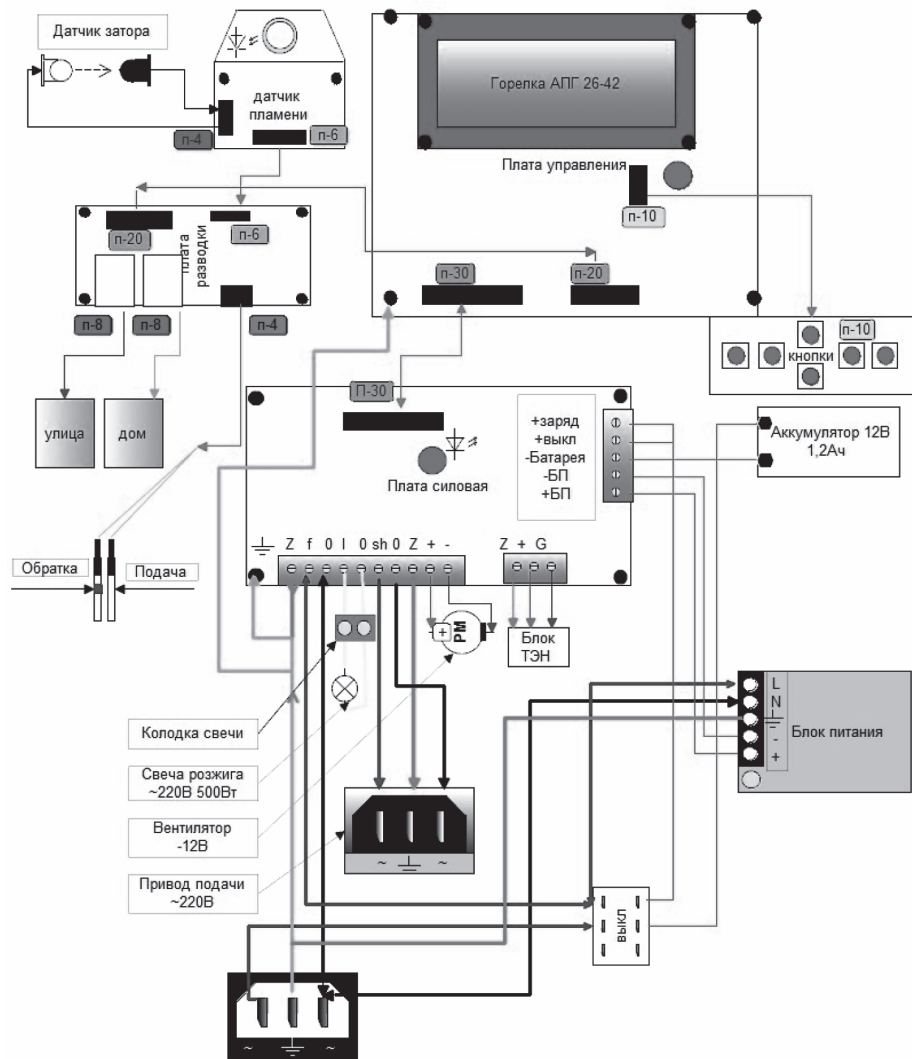 Датчик затора
датчик
пламени
п-4
п-6
Горелка АПГ 26-42
Плата управления
п-10
п-20
п-6
плата
разводки
п-30
п-20
п-8
п-8
п-4
п-10
кнопки
улица
дом
П-30
Плата силовая
+заряд
+выкл
-Батарея
-БП
+БП
Аккумулятор 12В
1,2Ач
Обратка
Подача
Z f 0 l 0 sh 0 Z + -
Z + G
+
РМ
Блок
ТЭН
L
N
-
+
Блок питания
Колодка свечи
Свеча розжига
~220В 500Вт
Вентилятор
-12В
Привод подачи
~220В
~ ~
выкл
~ ~